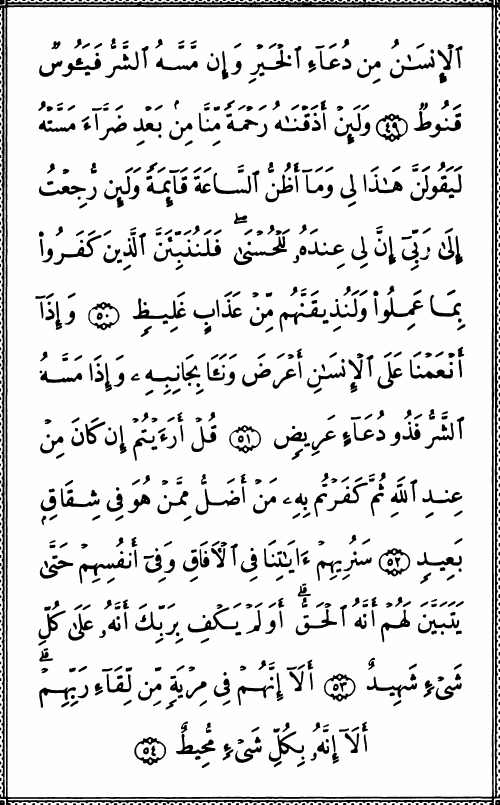 ٱلْإِنسَـٰنُ مِن دُعَآءِ ٱلْخَيْرِ وَإِن مَّسَّهُ ٱلشَّرُّ فَيَـُٔوسٌ
قَنُوطٌ ﴿٤٩﴾ وَلَئِنْ أَذَقْنَـٰهُ رَحْمَةً مِّنَّا مِنۢ بَعْدِ ضَرَّآءَ مَسَّتْهُ
لَيَقُولَنَّ هَـٰذَا لِى وَمَآ أَظُنُّ ٱلسَّاعَةَ قَآئِمَةً وَلَئِن رُّجِعْتُ
إِلَىٰ رَبِّىٓ إِنَّ لِى عِندَهُۥ لَلْحُسْنَىٰ ۖ فَلَنُنَبِّئَنَّ ٱلَّذِينَ كَفَرُوا۟
بِمَا عَمِلُوا۟ وَلَنُذِيقَنَّهُم مِّنْ عَذَابٍ غَلِيظٍ ﴿٥٠﴾ وَإِذَآ
أَنْعَمْنَا عَلَى ٱلْإِنسَـٰنِ أَعْرَضَ وَنَـَٔا بِجَانِبِهِۦ وَإِذَا مَسَّهُ
ٱلشَّرُّ فَذُو دُعَآءٍ عَرِيضٍ ﴿٥١﴾ قُلْ أَرَءَيْتُمْ إِن كَانَ مِنْ
عِندِ ٱللَّهِ ثُمَّ كَفَرْتُم بِهِۦ مَنْ أَضَلُّ مِمَّنْ هُوَ فِى شِقَاقٍۭ
بَعِيدٍ ﴿٥٢﴾ سَنُرِيهِمْ ءَايَـٰتِنَا فِى ٱلْـَٔافَاقِ وَفِىٓ أَنفُسِهِمْ حَتَّىٰ
يَتَبَيَّنَ لَهُمْ أَنَّهُ ٱلْحَقُّ ۗ أَوَلَمْ يَكْفِ بِرَبِّكَ أَنَّهُۥ عَلَىٰ كُلِّ
شَىْءٍ شَهِيدٌ ﴿٥٣﴾ أَلَآ إِنَّهُمْ فِى مِرْيَةٍ مِّن لِّقَآءِ رَبِّهِمْ ۗ
أَلَآ إِنَّهُۥ بِكُلِّ شَىْءٍ مُّحِيطٌ ﴿٥٤﴾